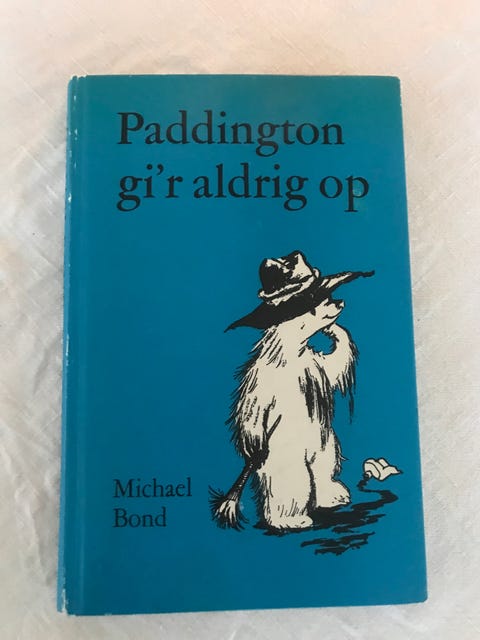 Paddington
gi'r aldrig op
Michael
Bond